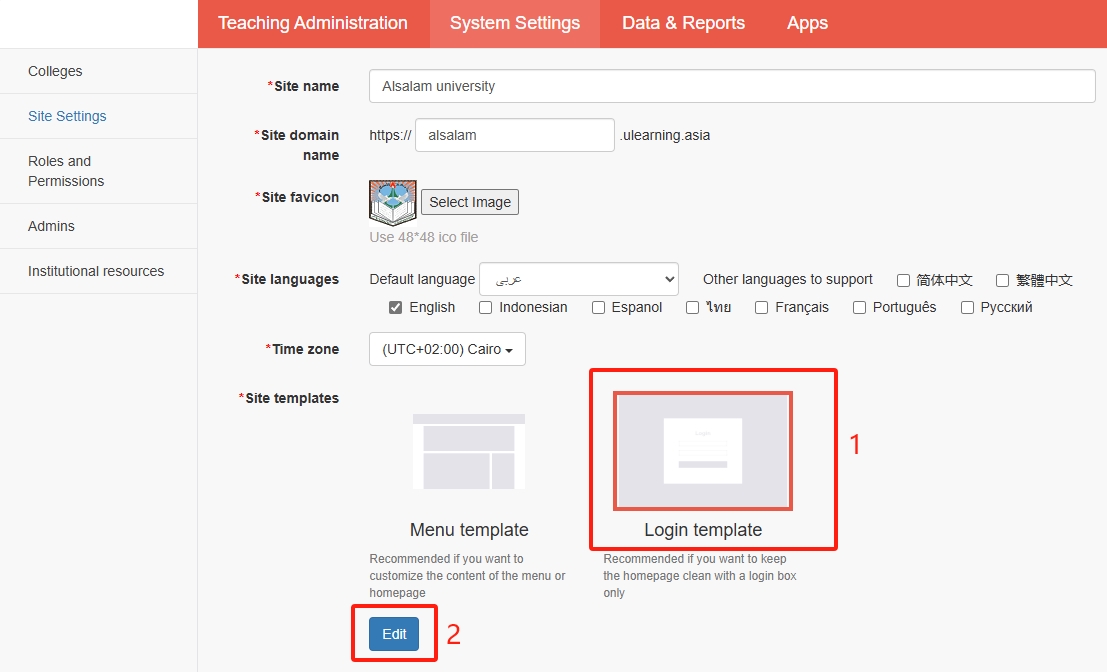 Teaching Administration System Settings Data & Reports Apps
Colleges
Site Settings
Roles and
Permissions
Admins
Institutional resources
*Site name Alsalam university
*Site domain
name
https:// alsalam .ulearning.asia
*Site favicon Select Image
Use 48*48 ico file
*Site languages Default language عربي Other languages to support 简体中文 繁體中文
English Indonesian Espanol ไทย Français Português Русский
*Time zone (UTC+02:00) Cairo
*Site templates
1
Menu template
Recommended if you want to
customize the content of the menu or
homepage
Login template
Recommended if you want to keep
the homepage clean with a login box
only
Edit 2